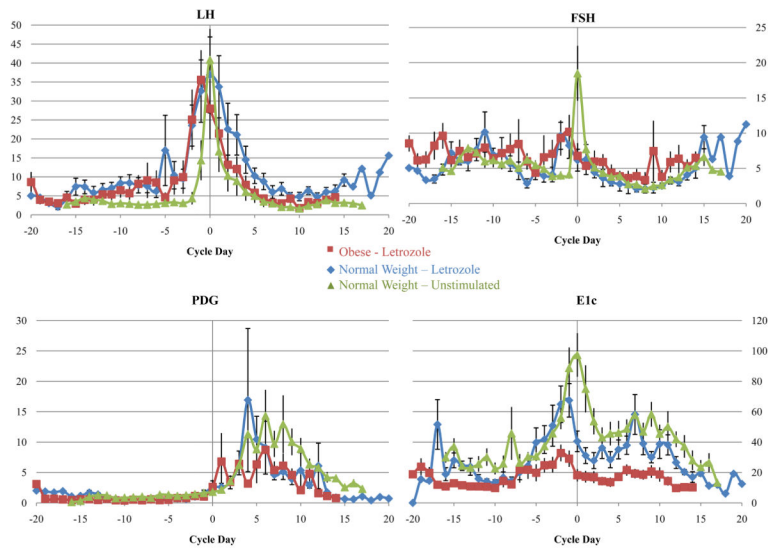 LH
FSH
50
45
40
35
30
25
20
15
10
5
0
-20 -15 -10 -5 0 5 10 15 20
Cycle Day
25
20
15
10
5
0
-20 -15 -10 -5 0 5 10 15 20
Cycle Day
Obese - Letrozole
Normal Weight – Letrozole
Normal Weight – Unstimulated
PDG
E1c
30
25
20
15
10
5
0
-20 -15 -10 -5 0 5 10 15 20
Cycle Day
120
100
80
60
40
20
0
-20 -15 -10 -5 0 5 10 15 20
Cycle Day